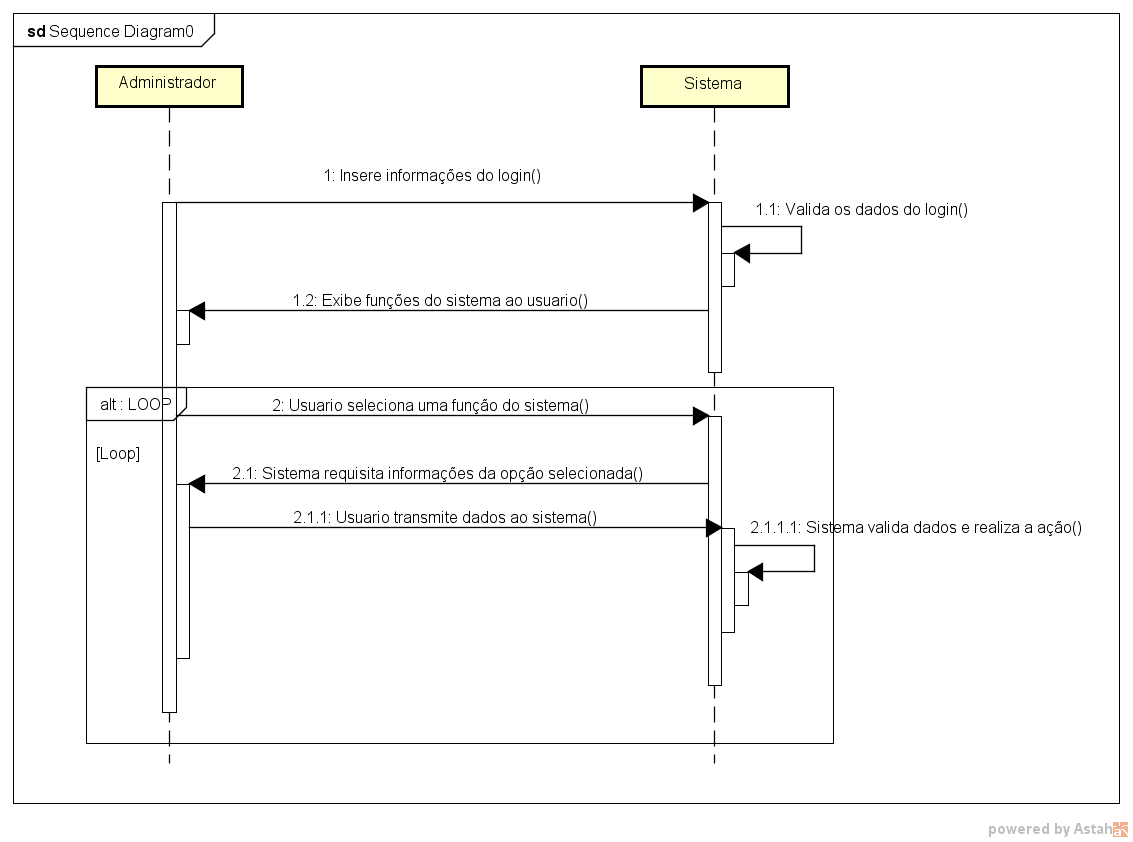 sd Sequence Diagram0
Administrador
Sistema
1: Insere informações do login()
1.1: Valida os dados do login()
1.2: Exibe funções do sistema ao usuario()
alt : LOOP
2: Usuario seleciona uma função do sistema()
[Loop]
2.1: Sistema requisita informações da opção selecionada()
2.1.1: Usuario transmite dados ao sistema()
2.1.1.1: Sistema valida dados e realiza a ação()
powered by Astah